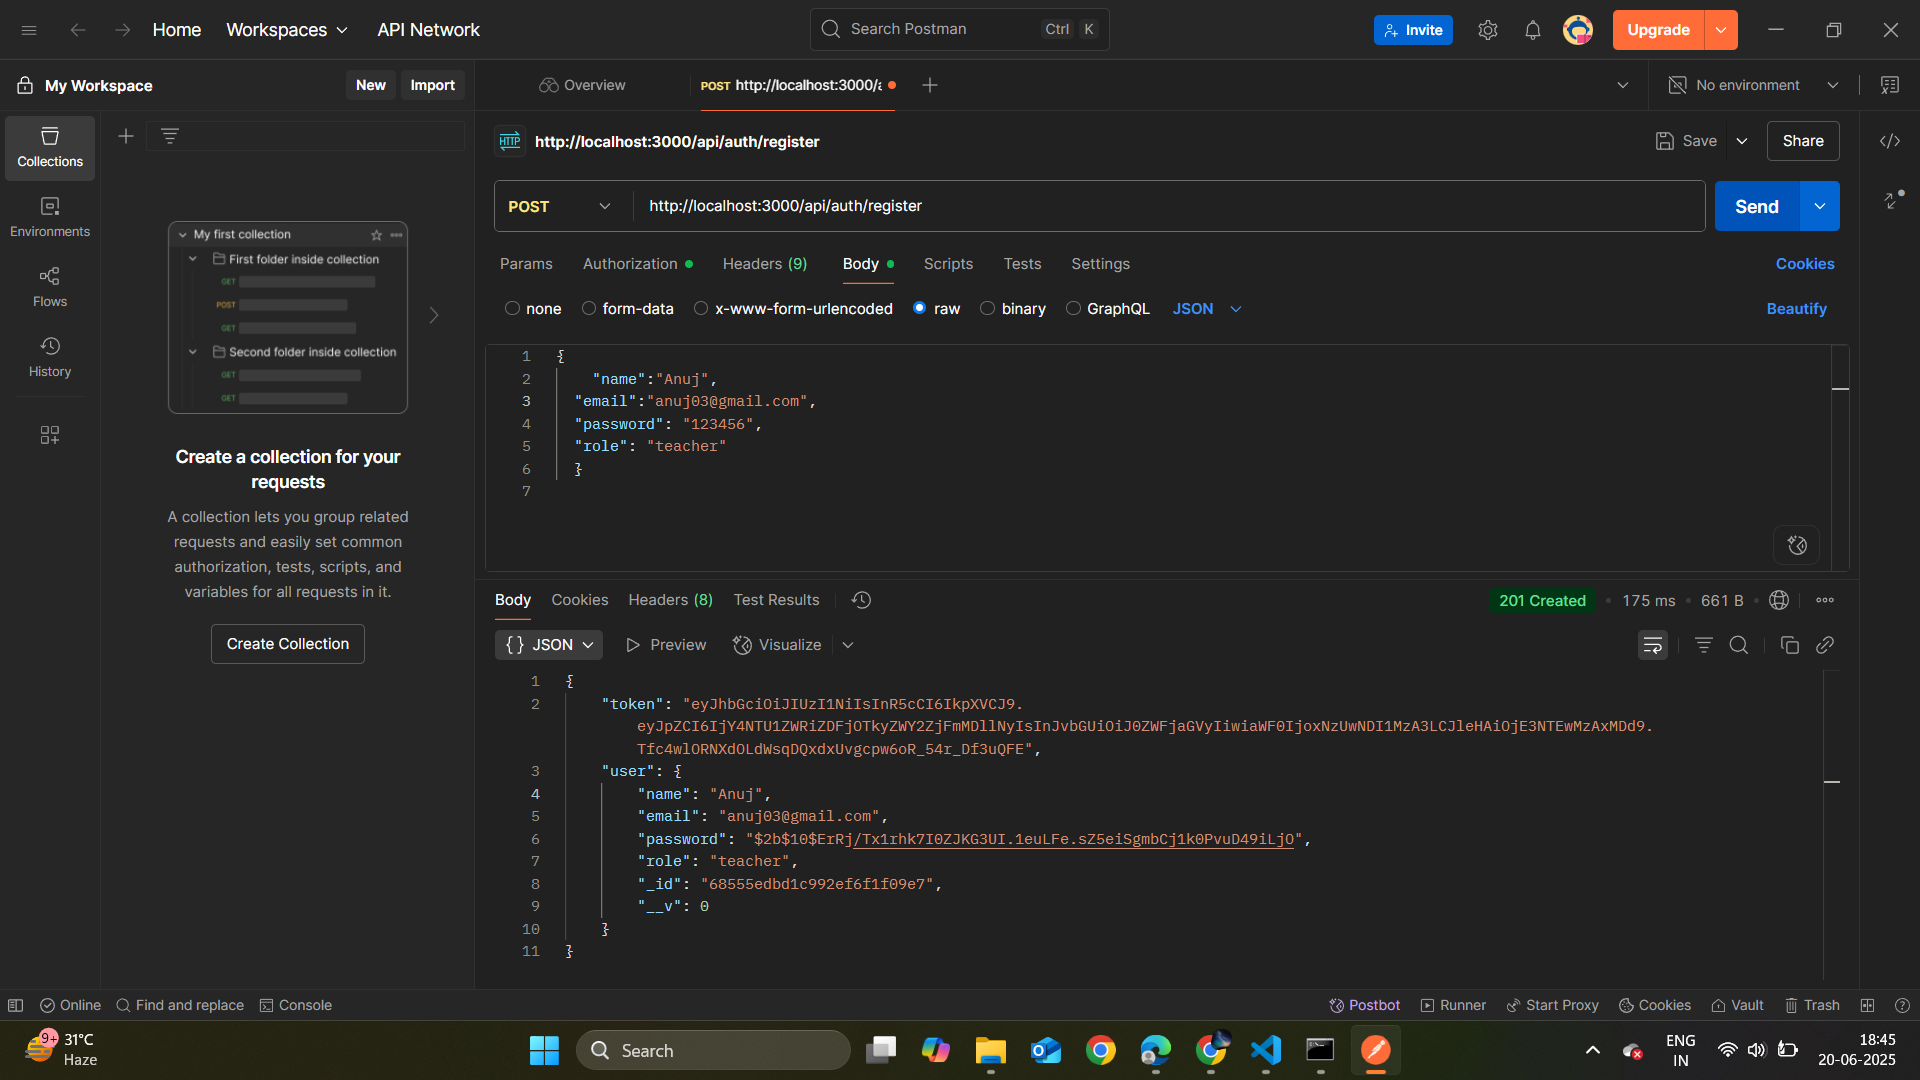 Home
Workspaces
API Network
Search Postman
Ctrl
K
Invite
Upgrade
My Workspace
New
Import
Overview
POST http://localhost:3000/a
No environment
Collections
Environments
Flows
History
My first collection
First folder inside collection
GET
POST
GET
Second folder inside collection
GET
GET
Create a collection for your
requests
A collection lets you group related
requests and easily set common
authorization, tests, scripts, and
variables for all requests in it.
Create Collection
HTTP
http://localhost:3000/api/auth/register
Save
Share
POST
http://localhost:3000/api/auth/register
Send
Params
Authorization
Headers (9)
Body
Scripts
Tests
Settings
Cookies
none
form-data
x-www-form-urlencoded
raw
binary
GraphQL
JSON
Beautify
1 {
2 "name":"Anuj",
3 "email":"anuj03@gmail.com",
4 "password": "123456",
5 "role": "teacher"
6 }
7
Body
Cookies
Headers (8)
Test Results
201 Created
175 ms
661 B
{} JSON
Preview
Visualize
1 {
2 "token": "eyJhbGciOiJIUzI1NiIsInR5cCI6IkpXVCJ9.
eyJpZCI6IjY4NTU1ZWRiZDFjOTkyZWY2ZjFmMDllNyIsInJvbGUiOiJ0ZWFjaGVyIiwiaWF0IjoxNzUwNDI1MzA3LCJleHAiOjE3NTEwMzAxMDd9.
Tfc4wlORNXdOLdWsqDQxdxUvgcpw6oR_54r_Df3uQFE",
3 "user": {
4 "name": "Anuj",
5 "email": "anuj03@gmail.com",
6 "password": "$2b$10$ErRj/Tx1rhk7I0ZJKG3UI.1euLFe.sZ5eiSgmbCj1k0PvuD49iLjO",
7 "role": "teacher",
8 "_id": "68555edbd1c992ef6f1f09e7",
9 "__v": 0
10 }
11 }
Online
Find and replace
Console
Postbot
Runner
Start Proxy
Cookies
Vault
Trash
9+
31°C
Haze
Search
ENG
IN
18:45
20-06-2025